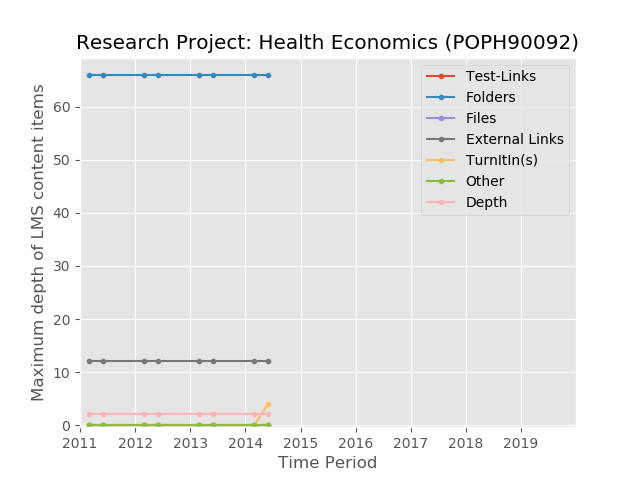 Research Project: Health Economics (POPH90092)
Maximum depth of LMS content items
60
50
40
30
20
10
0
Test-Links
Folders
Files
External Links
TurnItIn(s)
Other
Depth
2011 2012 2013 2014 2015 2016 2017 2018 2019
Time Period